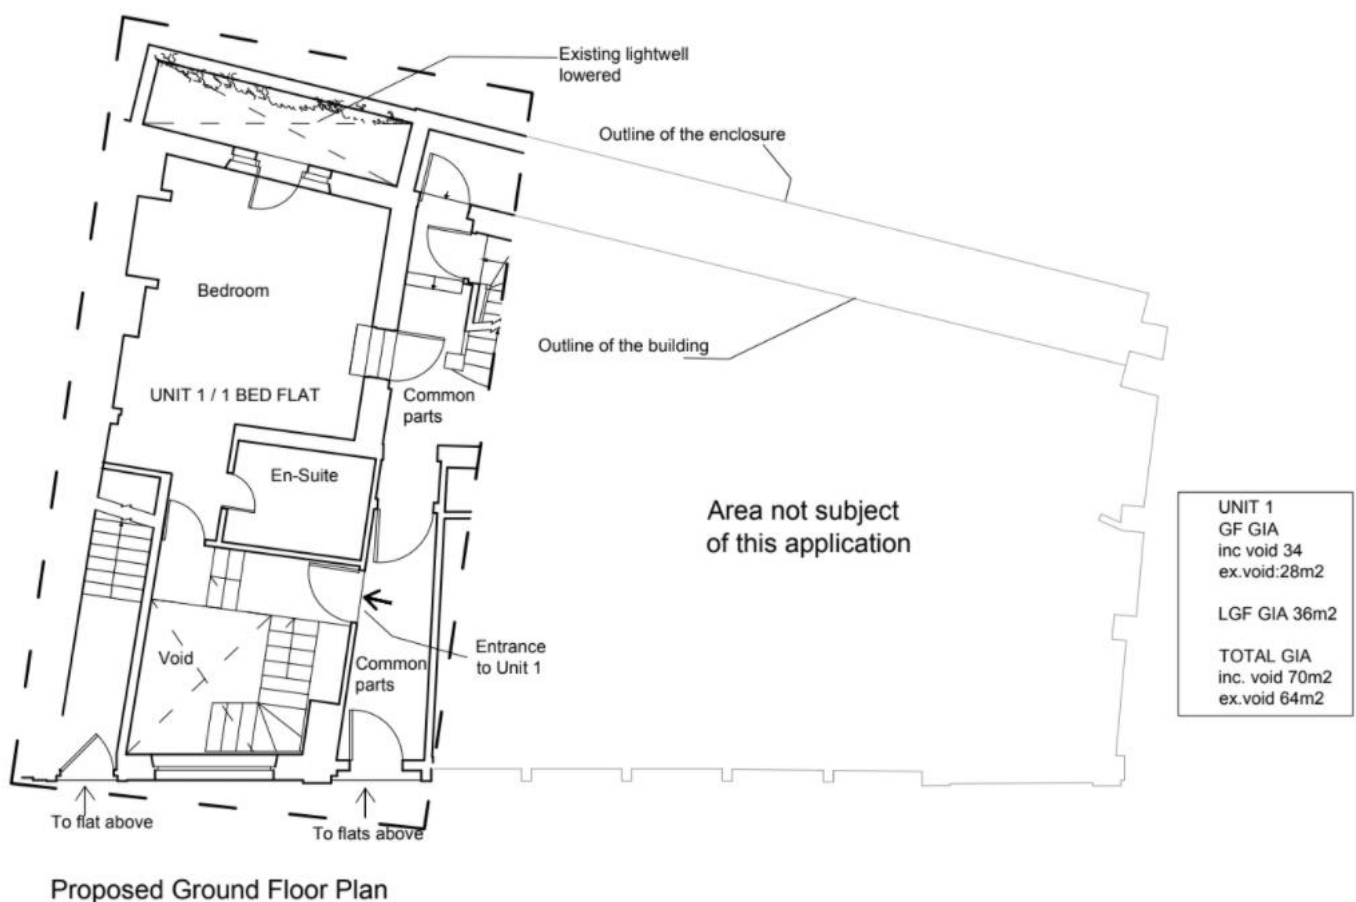 Existing lightwell
lowered
Outline of the enclosure
Bedroom
Outline of the building
UNIT 1 / 1 BED FLAT
Common
parts
En-Suite
Area not subject
of this application
UNIT 1
GF GIA
inc void 34
ex.void:28m2
LGF GIA 36m2
TOTAL GIA
inc. void 70m2
ex.void 64m2
Void
Common
parts
Entrance
to Unit 1
To flat above
To flats above
Proposed Ground Floor Plan